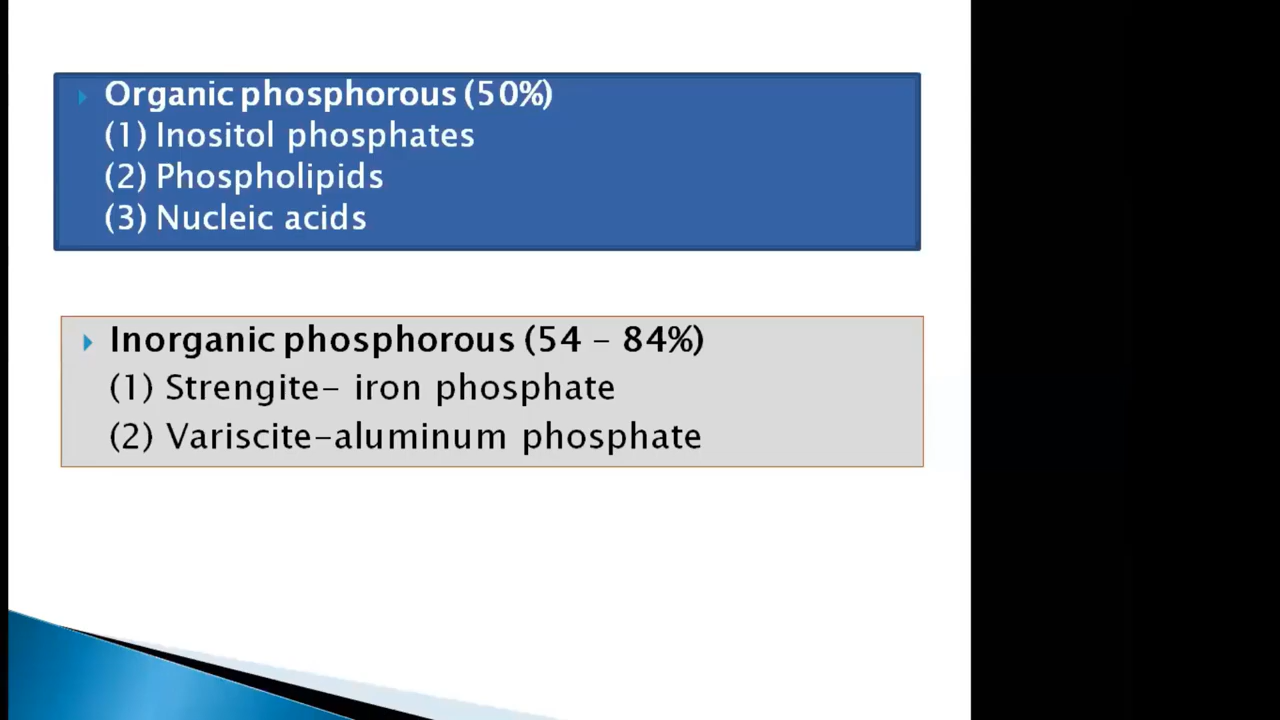 Organic phosphorous (50%)
(1) Inositol phosphates
(2) Phospholipids
(3) Nucleic acids
Inorganic phosphorous (54 – 84%)
(1) Strengite– iron phosphate
(2) Variscite–aluminum phosphate